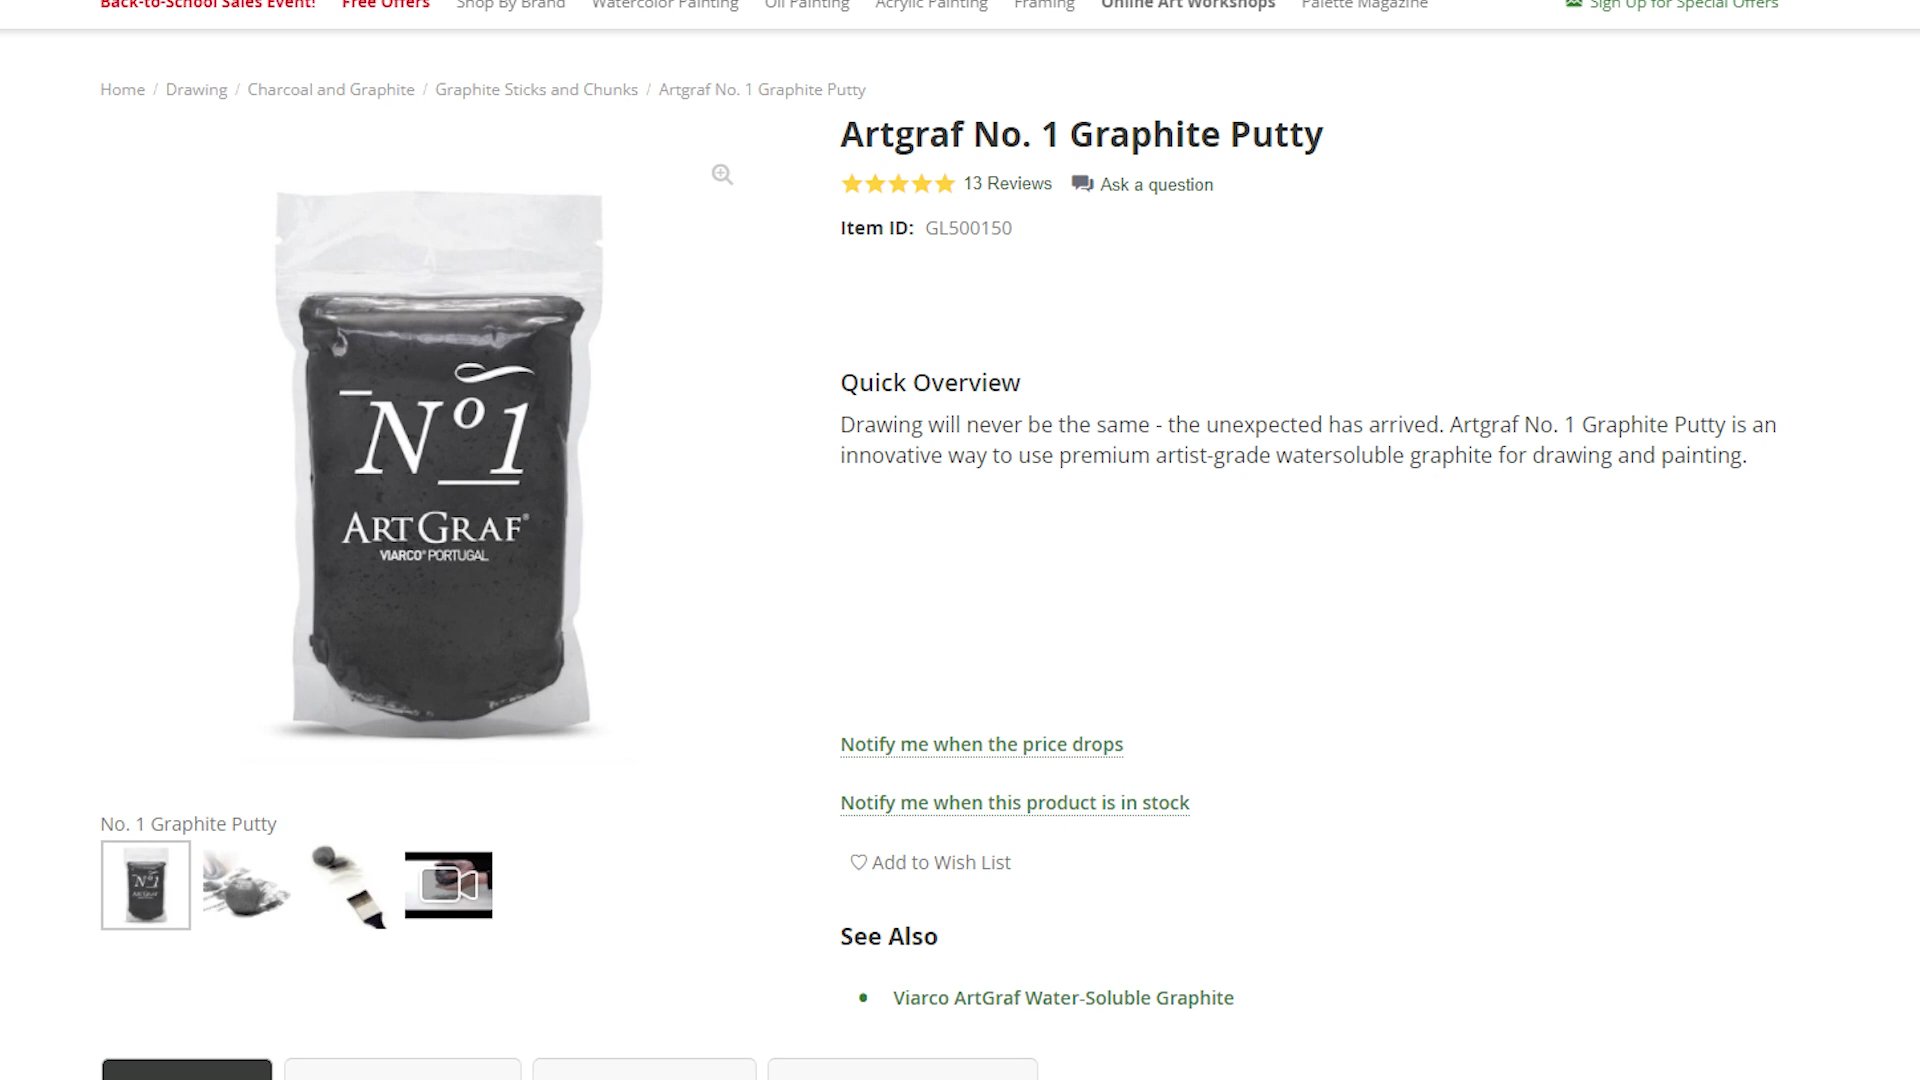 Back-to-School Sales Event! Free Offers Shop By Brand Watercolor Painting Oil Painting Acrylic Painting Framing Online Art Workshops Palette Magazine Sign Up for Special Offers
Home / Drawing / Charcoal and Graphite / Graphite Sticks and Chunks / Artgraf No. 1 Graphite Putty
Artgraf No. 1 Graphite Putty
13 Reviews Ask a question
Item ID: GL500150
Nº1
ARTGRAF®
VIARCO® PORTUGAL
Quick Overview
Drawing will never be the same - the unexpected has arrived. Artgraf No. 1 Graphite Putty is an
innovative way to use premium artist-grade watersoluble graphite for drawing and painting.
Notify me when the price drops
Notify me when this product is in stock
Add to Wish List
No. 1 Graphite Putty
Nº1
See Also
Viarco ArtGraf Water-Soluble Graphite